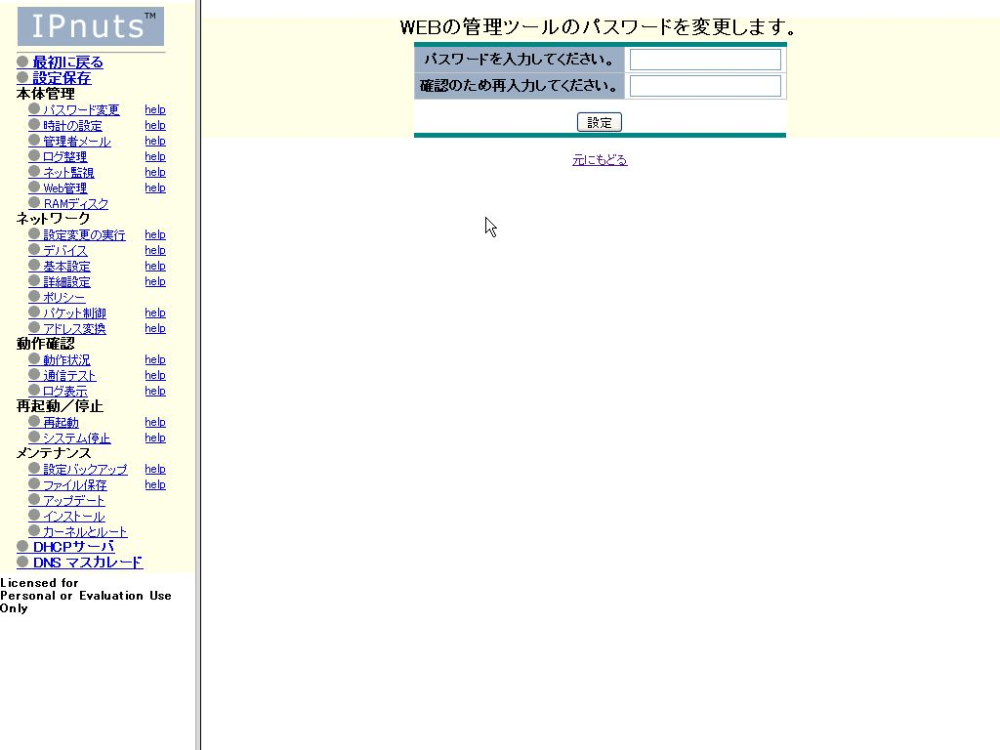 IPnuts™
最初に戻る
設定保存
本体管理
パスワード変更 help
時計の設定 help
管理者メール help
ログ整理 help
ネット監視 help
Web管理 help
RAMディスク
ネットワーク
設定変更の実行 help
デバイス help
基本設定 help
詳細設定 help
ポリシー
パケット制御 help
アドレス変換 help
動作確認
動作状況 help
通信テスト help
ログ表示 help
再起動／停止
再起動 help
システム停止 help
メンテナンス
設定バックアップ help
ファイル保存 help
アップデート
インストール
カーネルとルート
DHCPサーバ
DNS マスカレード
Licensed for
Personal or Evaluation Use
Only
WEBの管理ツールのパスワードを変更します。
パスワードを入力してください。
確認のため再入力してください。
設定
元にもどる